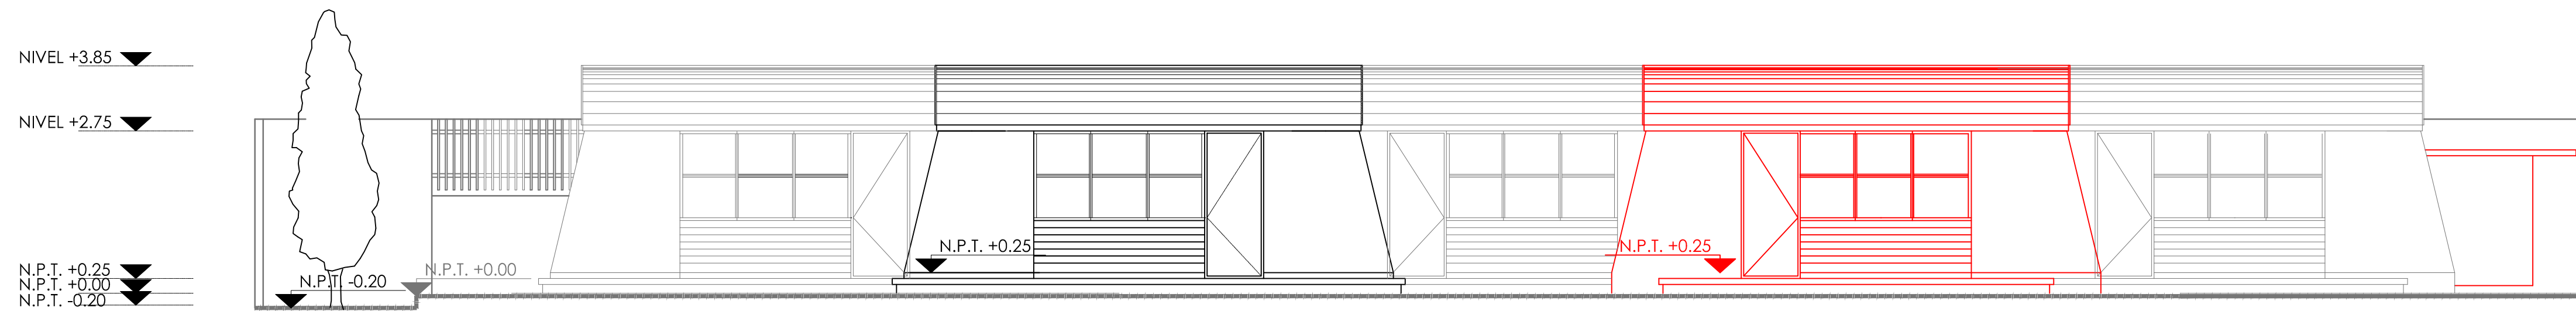 NIVEL +3.85
NIVEL +2.75
N.P.T. +0.25
N.P.T. +0.25
N.P.T. +0.25
N.P.T. +0.00
N.P.T. +0.00
N.P.T. -0.20
N.P.T. -0.20